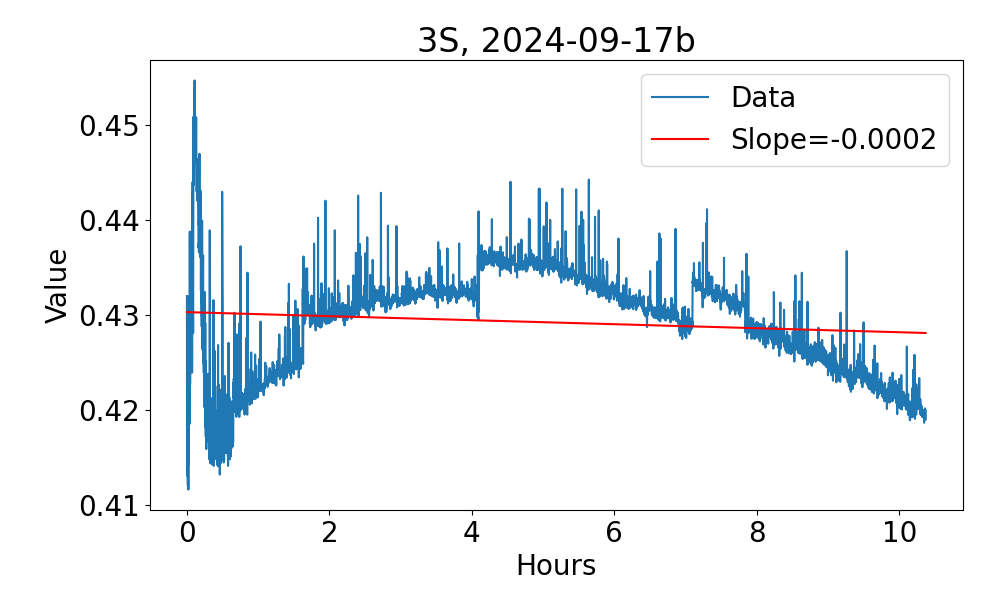 3S, 2024-09-17b
Data
Slope=-0.0002
0.45
0.44
0.43
0.42
0.41
Value
0 2 4 6 8 10
Hours